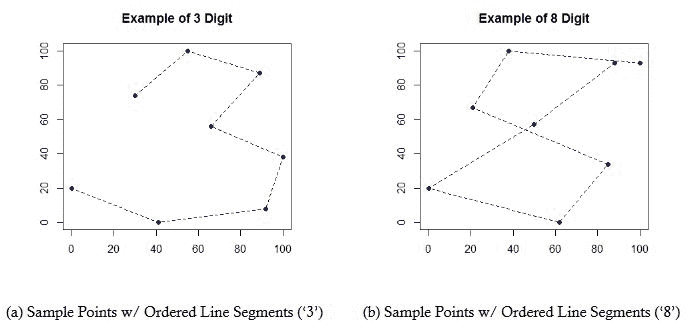 Example of 3 Digit
100
80
60
40
20
0
0 20 40 60 80 100
(a) Sample Points w/ Ordered Line Segments (‘3’)
Example of 8 Digit
100
80
60
40
20
0
0 20 40 60 80 100
(b) Sample Points w/ Ordered Line Segments (‘8’)